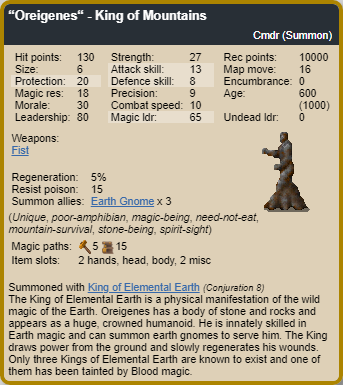 “Oreigenes“ - King of Mountains
Cmdr (Summon)
Hit points: 130 Strength: 27 Rec points: 10000
Size: 6 Attack skill: 13 Map move: 16
Protection: 20 Defence skill: 8 Encumbrance: 0
Magic res: 18 Precision: 9 Age: 600
Morale: 30 Combat speed: 10 (1000)
Leadership: 80 Magic ldr: 65 Undead ldr: 0
Weapons:
Fist
Regeneration: 5%
Resist poison: 15
Summon allies: Earth Gnome x 3
(Unique, poor-amphibian, magic-being, need-not-eat,
mountain-survival, stone-being, spirit-sight)
Magic paths: 5 15
Item slots: 2 hands, head, body, 2 misc
Summoned with King of Elemental Earth (Conjuration 8)
The King of Elemental Earth is a physical manifestation of the wild
magic of the Earth. Oreigenes has a body of stone and rocks and
appears as a huge, crowned humanoid. He is innately skilled in
Earth magic and can summon earth gnomes to serve him. The King
draws power from the ground and slowly regenerates his wounds.
Only three Kings of Elemental Earth are known to exist and one of
them has been tainted by Blood magic.